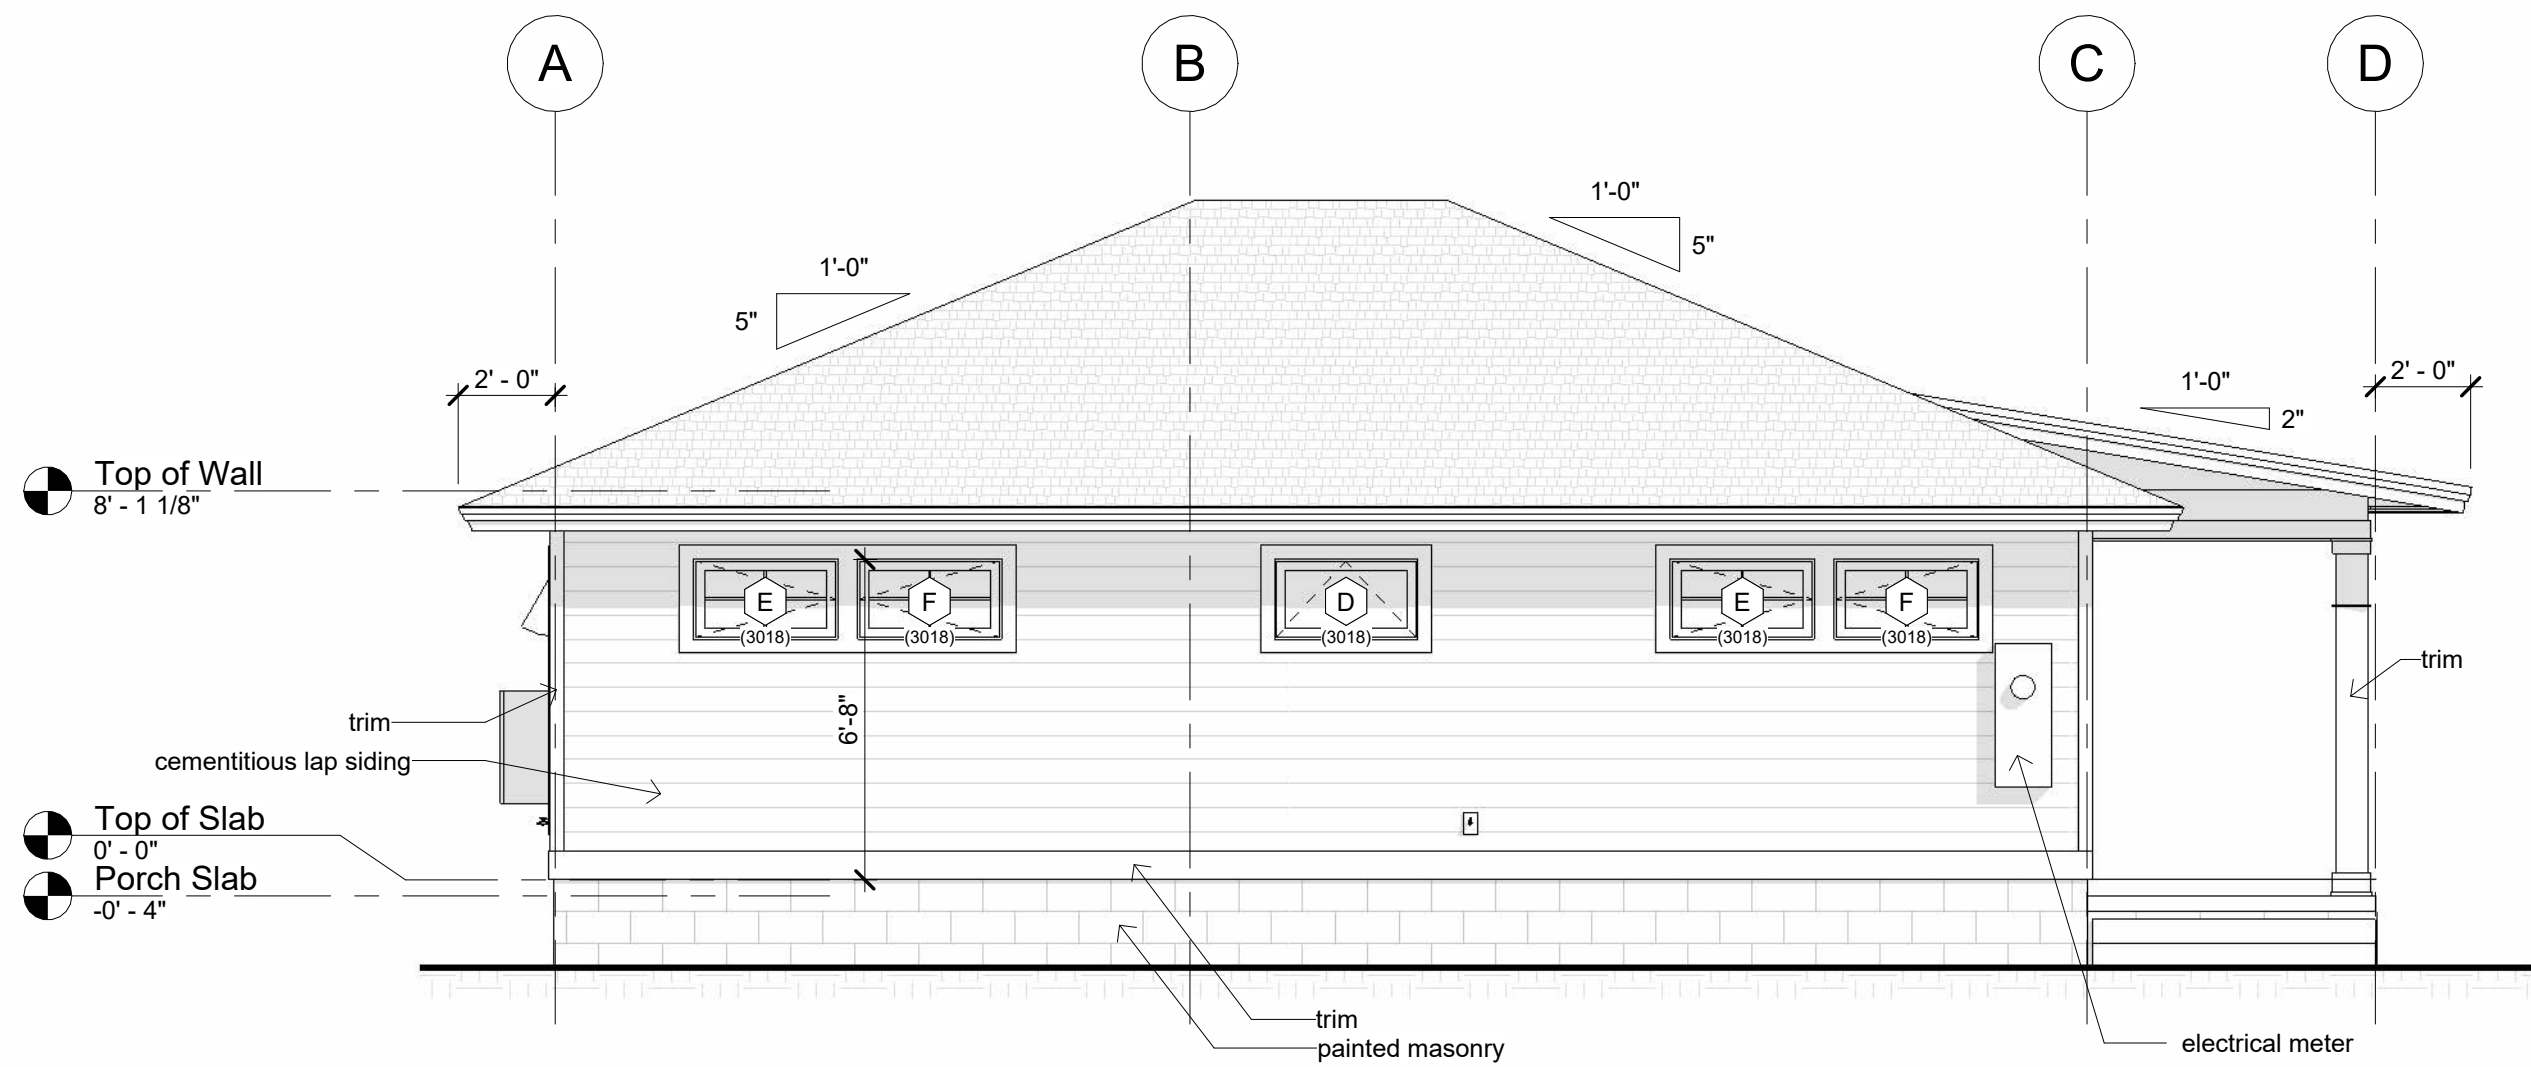 A
B
C
D
1'-0"
5"
1'-0"
5"
2' - 0"
1'-0"
2"
2' - 0"
Top of Wall
8' - 1 1/8"
E
(3018)
F
(3018)
D
(3018)
E
(3018)
F
(3018)
6'-8"
trim
trim
cementitious lap siding
Top of Slab
0' - 0"
Porch Slab
-0' - 4"
trim
painted masonry
electrical meter